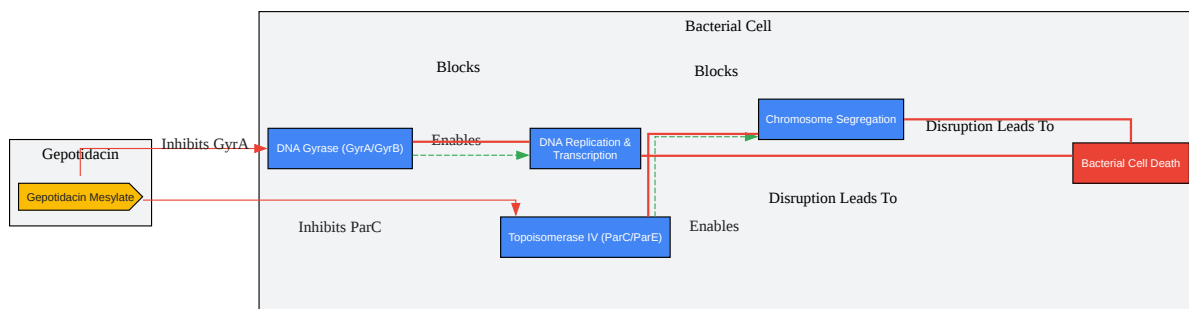 Bacterial Cell
Blocks
Blocks
Chromosome Segregation
Disruption Leads To
Inhibits GyrA
Enables
DNA Gyrase (GyrA/GyrB)
DNA Replication &
Transcription
Gepotidacin
Bacterial Cell Death
Gepotidacin Mesylate
Disruption Leads To
Inhibits ParC
Enables
Topoisomerase IV (ParC/ParE)